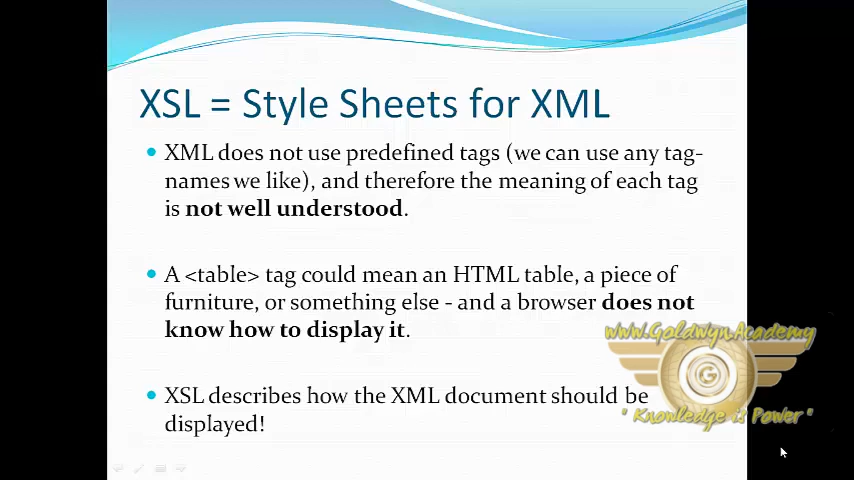 XSL = Style Sheets for XML
• XML does not use predefined tags (we can use any tag-
names we like), and therefore the meaning of each tag
is not well understood.
• A <table> tag could mean an HTML table, a piece of
furniture, or something else - and a browser does not
know how to display it.
www.Goldwyn.Academy
G
• XSL describes how the XML document should be
displayed!
" Knowledge is Power "